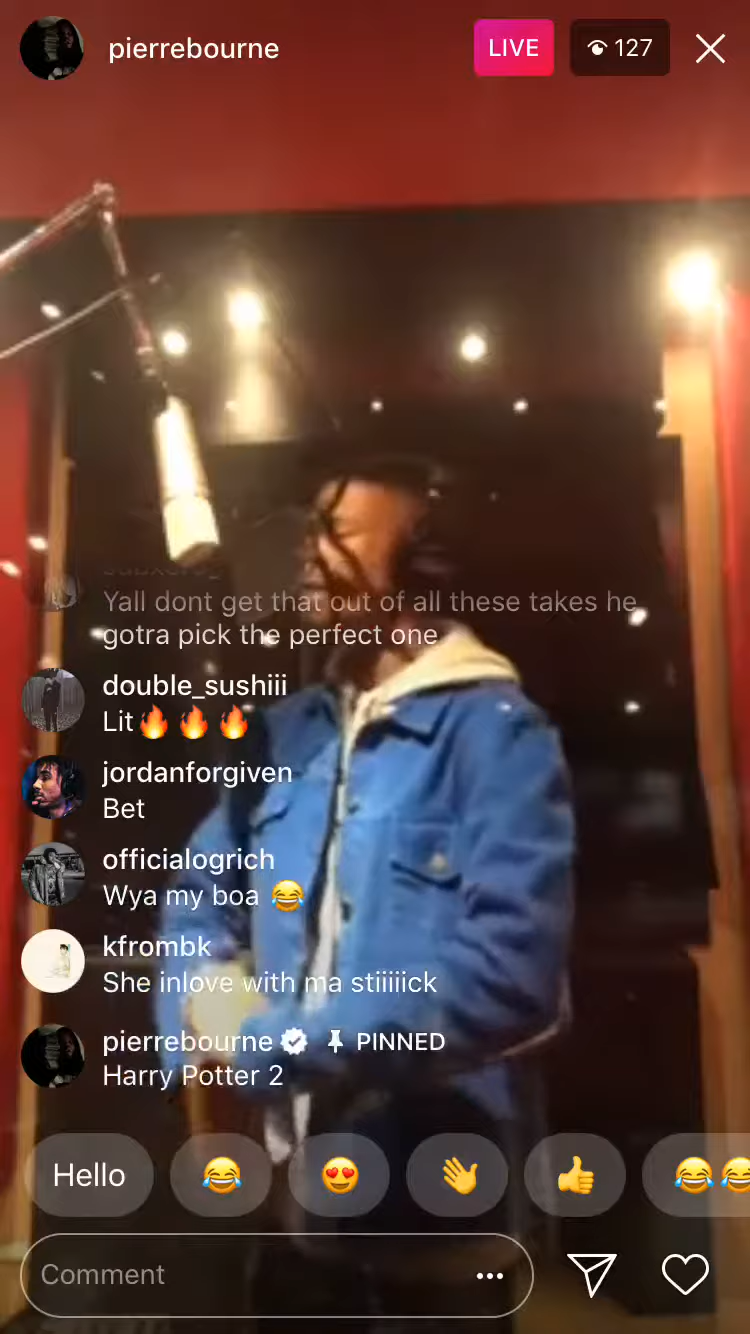 pierrebourne
LIVE
127
Yall dont get that out of all these takes he
gotra pick the perfect one
double_sushiii
Lit🔥🔥🔥
jordanforgiven
Bet
officialogrich
Wya my boa 😂
kfrombk
She inlove with ma stiiiiick
pierrebourne PINNED
Harry Potter 2
Hello 😂 😍 👋 👍 😂😂
Comment